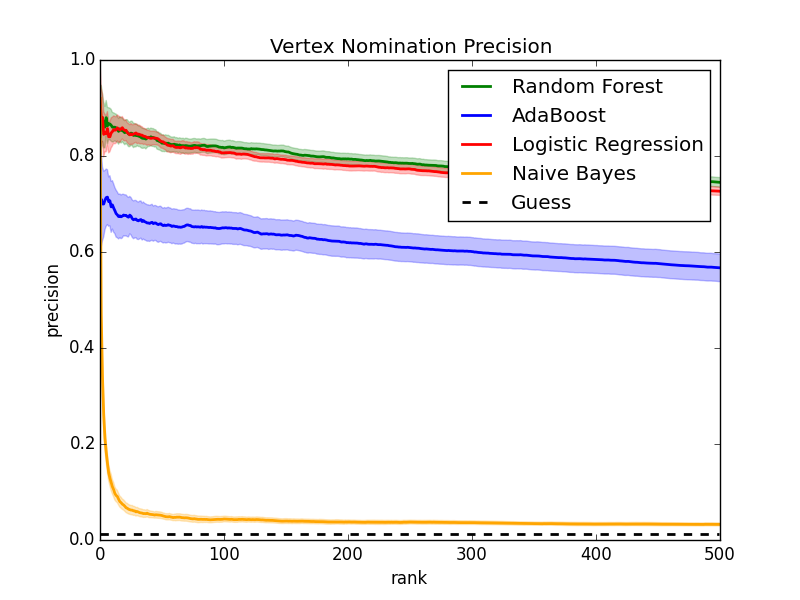 Vertex Nomination Precision
1.0
0.8
0.6
0.4
0.2
0.0
precision
Random Forest
AdaBoost
Logistic Regression
Naive Bayes
Guess
0 100 200 300 400 500
rank